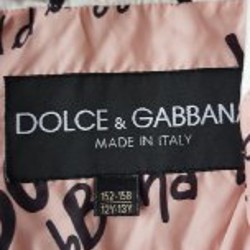 DOLCE & GABBANA
MADE IN ITALY
152-158
12Y-13Y